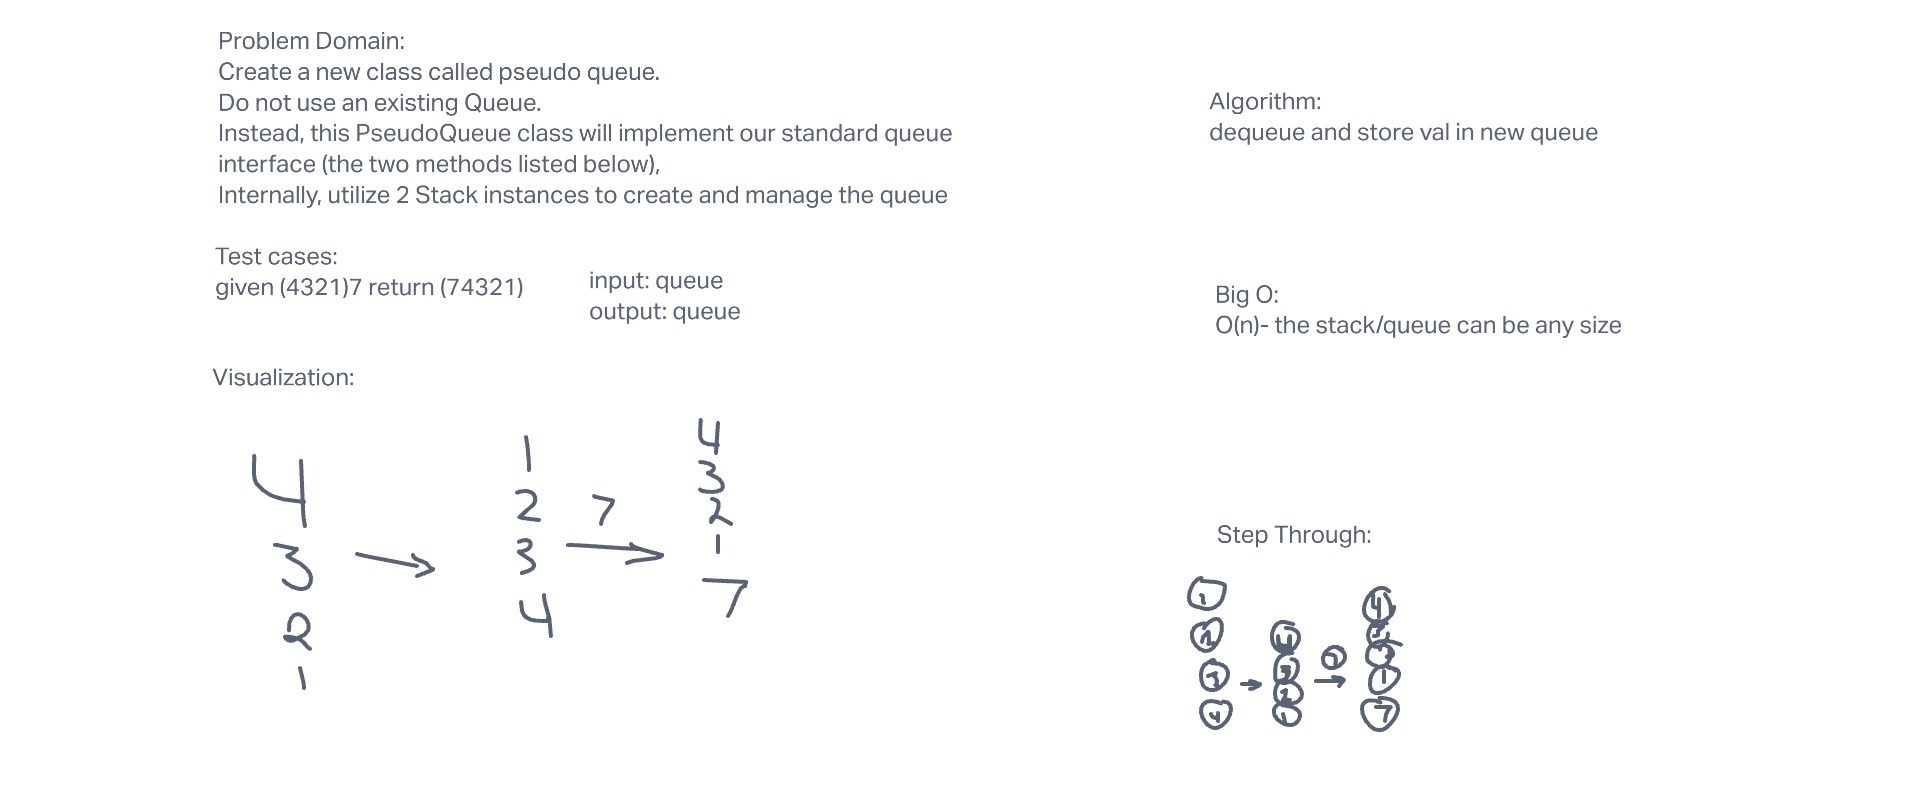 Problem Domain:
Create a new class called pseudo queue.
Do not use an existing Queue.
Instead, this PseudoQueue class will implement our standard queue
interface (the two methods listed below),
Internally, utilize 2 Stack instances to create and manage the queue
Test cases:
given (4321)7 return (74321)
input: queue
output: queue
Visualization:
4
3
2
1
1
2
3
4
7
4
3
2
1
7
Algorithm:
dequeue and store val in new queue
Big O:
O(n)- the stack/queue can be any size
Step Through:
1
2
3
4
4
3
2
1
7
4
3
2
1
7